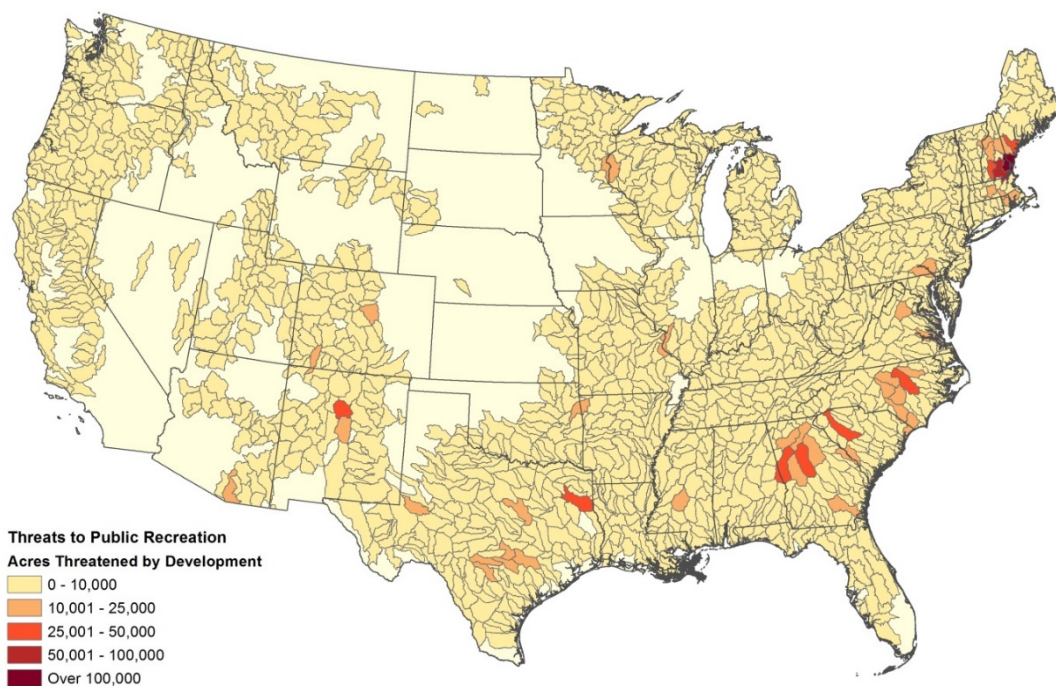 Threats to Public Recreation
Acres Threatened by Development
0 - 10,000
10,001 - 25,000
25,001 - 50,000
50,001 - 100,000
Over 100,000